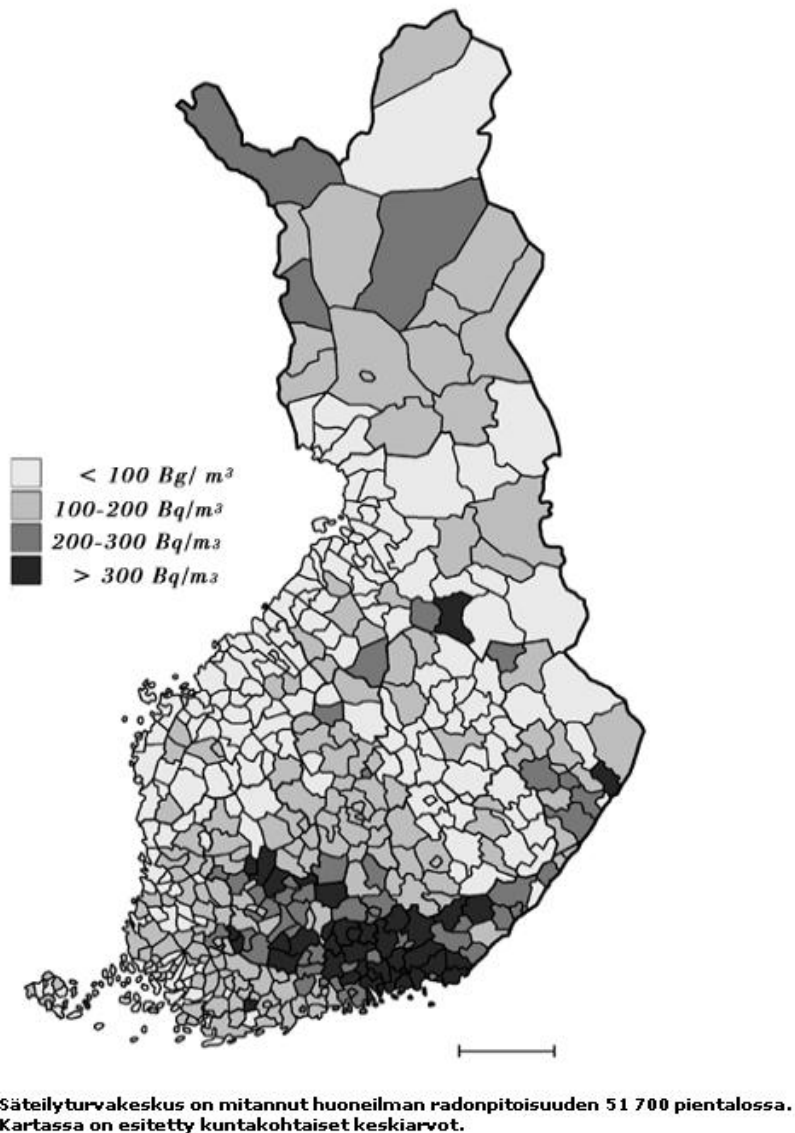 < 100 Bg/ m³
100-200 Bq/m³
200-300 Bq/m³
> 300 Bq/m³
Säteilyturvakeskus on mitannut huoneilman radonpitoisuuden 51 700 pientalossa.
Kartassa on esitetty kuntakohtaiset keskiarvot.